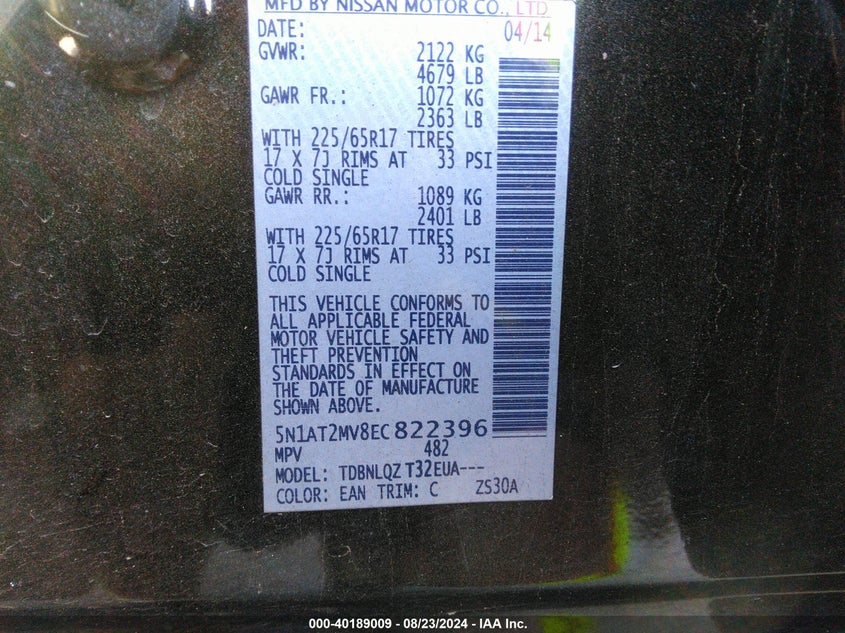 MFD BY NISSAN MOTOR CO., LTD
DATE: 04/14
GVWR: 2122 KG
4679 LB
GAWR FR.: 1072 KG
2363 LB
WITH 225/65R17 TIRES
17 X 7J RIMS AT 33 PSI
COLD SINGLE
GAWR RR.: 1089 KG
2401 LB
WITH 225/65R17 TIRES
17 X 7J RIMS AT 33 PSI
COLD SINGLE
THIS VEHICLE CONFORMS TO
ALL APPLICABLE FEDERAL
MOTOR VEHICLE SAFETY AND
THEFT PREVENTION
STANDARDS IN EFFECT ON
THE DATE OF MANUFACTURE
SHOWN ABOVE.
5N1AT2MV8EC822396
MPV 482
MODEL: TDBNLQZ T32EUA---
COLOR: EAN TRIM: C ZS30A
000-40189009 - 08/23/2024 - IAA Inc.